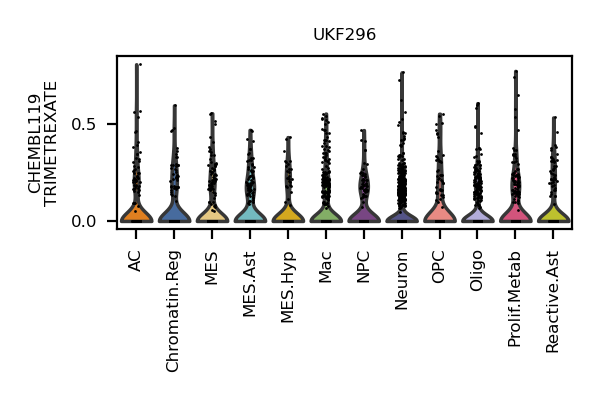 UKF296
CHEMBL119
TRIMETREXATE
0.5
0.0
AC
Chromatin.Reg
MES
MES.Ast
MES.Hyp
Mac
NPC
Neuron
OPC
Oligo
Prolif.Metab
Reactive.Ast